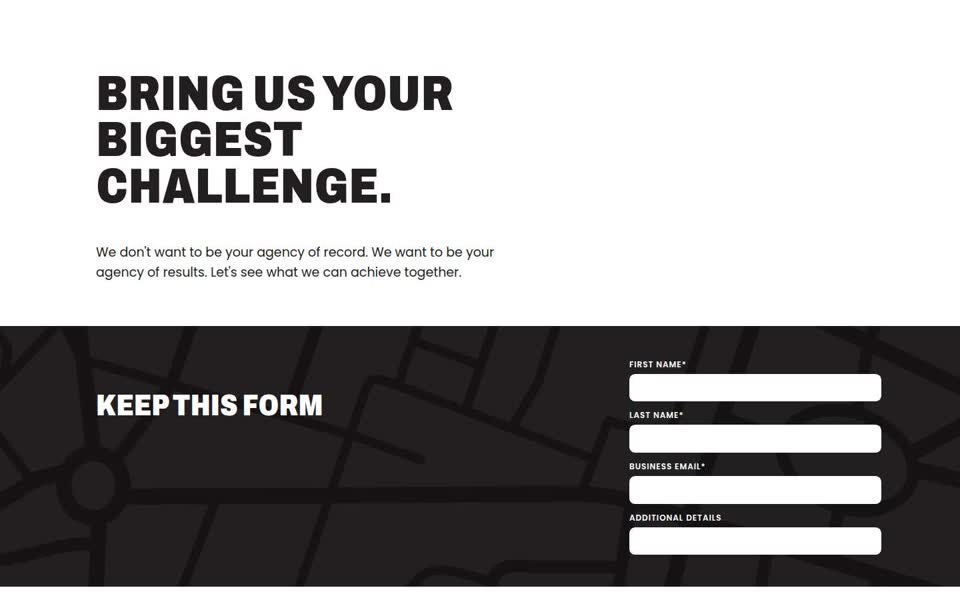 BRING US YOUR
BIGGEST
CHALLENGE.
We don't want to be your agency of record. We want to be your
agency of results. Let's see what we can achieve together.
KEEP THIS FORM
FIRST NAME*
LAST NAME*
BUSINESS EMAIL*
ADDITIONAL DETAILS